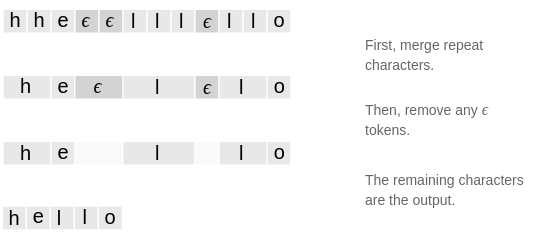 h h e ϵ ϵ l l l ϵ l l o
First, merge repeat
characters.
h e ϵ l ϵ l o
Then, remove any ϵ
tokens.
h e l l o
The remaining characters
are the output.
h e l l o